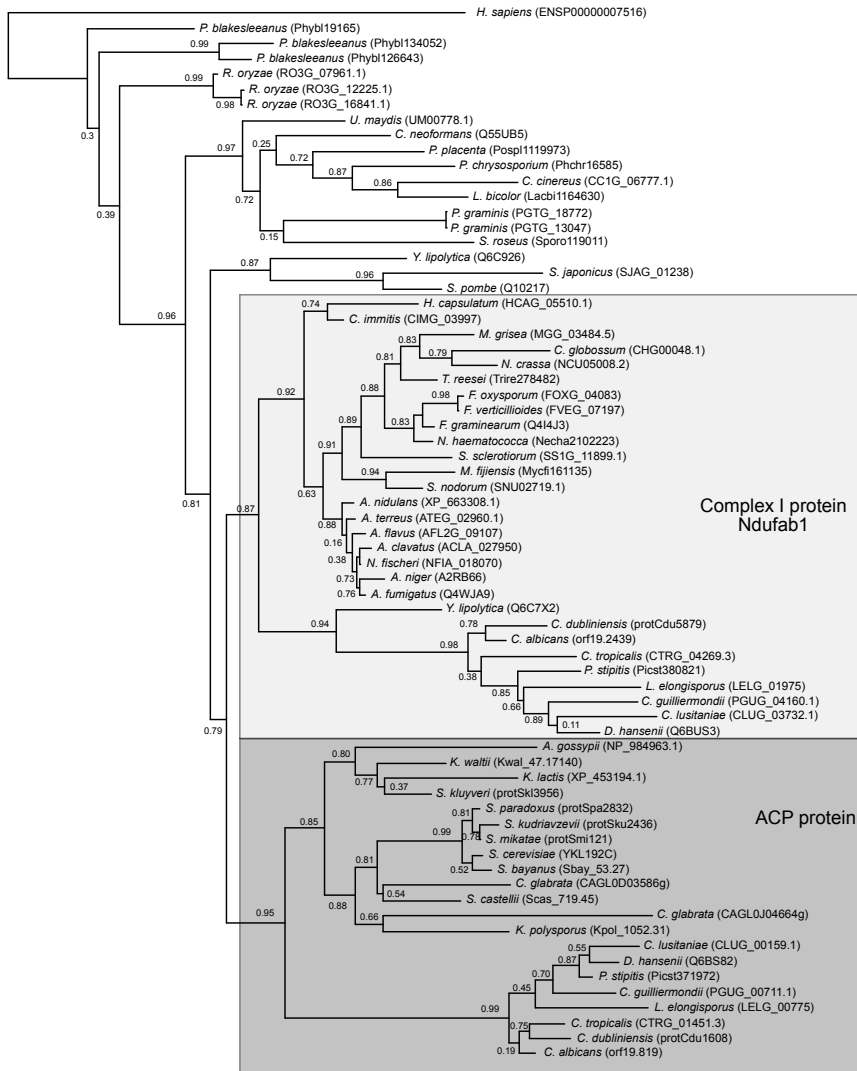 H. sapiens (ENSP00000007516)
P. blakesleeanus (Phybl19165)
0.99
P. blakesleeanus (Phybl134052)
P. blakesleeanus (Phybl126643)
0.99
R. oryzae (RO3G_07961.1)
R. oryzae (RO3G_12225.1)
0.98
R. oryzae (RO3G_16841.1)
0.3
0.39
U. maydis (UM00778.1)
0.97
0.25
C. neoformans (Q55UB5)
P. placenta (Pospl1119973)
0.72
0.87
P. chrysosporium (Phchr16585)
0.86
C. cinereus (CC1G_06777.1)
L. bicolor (Lacbi1164630)
0.72
P. graminis (PGTG_18772)
P. graminis (PGTG_13047)
0.15
S. roseus (Sporo119011)
0.96
0.87
Y. lipolytica (Q6C926)
0.96
S. japonicus (SJAG_01238)
S. pombe (Q10217)
0.81
0.74
H. capsulatum (HCAG_05510.1)
C. immitis (CIMG_03997)
0.83
M. grisea (MGG_03484.5)
0.79
C. globossum (CHG00048.1)
N. crassa (NCU05008.2)
0.81
T. reesei (Trire278482)
0.92
0.88
0.98
F. oxysporum (FOXG_04083)
F. verticillioides (FVEG_07197)
0.83
F. graminearum (Q4I4J3)
N. haematococca (Necha2102223)
0.89
S. sclerotiorum (SS1G_11899.1)
0.91
0.94
M. fijiensis (Mycfi161135)
S. nodorum (SNU02719.1)
0.63
A. nidulans (XP_663308.1)
0.88
A. terreus (ATEG_02960.1)
0.16
A. flavus (AFL2G_09107)
0.38
A. clavatus (ACLA_027950)
N. fischeri (NFIA_018070)
0.73
A. niger (A2RB66)
0.76
A. fumigatus (Q4WJA9)
Complex I protein
Ndufab1
0.87
0.94
Y. lipolytica (Q6C7X2)
0.78
C. dubliniensis (protCdu5879)
C. albicans (orf19.2439)
0.98
C. tropicalis (CTRG_04269.3)
0.38
P. stipitis (Picst380821)
0.85
L. elongisporus (LELG_01975)
0.66
C. guilliermondii (PGUG_04160.1)
0.89
C. lusitaniae (CLUG_03732.1)
0.11
D. hansenii (Q6BUS3)
0.79
0.80
A. gossypii (NP_984963.1)
K. waltii (Kwal_47.17140)
0.77
K. lactis (XP_453194.1)
0.37
S. kluyveri (protSkl3956)
0.85
S. paradoxus (protSpa2832)
0.81
S. kudriavzevii (protSku2436)
0.99
0.78
S. mikatae (protSmi121)
S. cerevisiae (YKL192C)
0.52
S. bayanus (Sbay_53.27)
ACP protein
0.81
C. glabrata (CAGL0D03586g)
0.54
S. castellii (Scas_719.45)
0.88
0.66
C. glabrata (CAGL0J04664g)
K. polysporus (Kpol_1052.31)
0.95
0.55
C. lusitaniae (CLUG_00159.1)
0.87
D. hansenii (Q6BS82)
0.70
P. stipitis (Picst371972)
0.45
C. guilliermondii (PGUG_00711.1)
L. elongisporus (LELG_00775)
0.99
C. tropicalis (CTRG_01451.3)
0.75
C. dubliniensis (protCdu1608)
0.19
C. albicans (orf19.819)